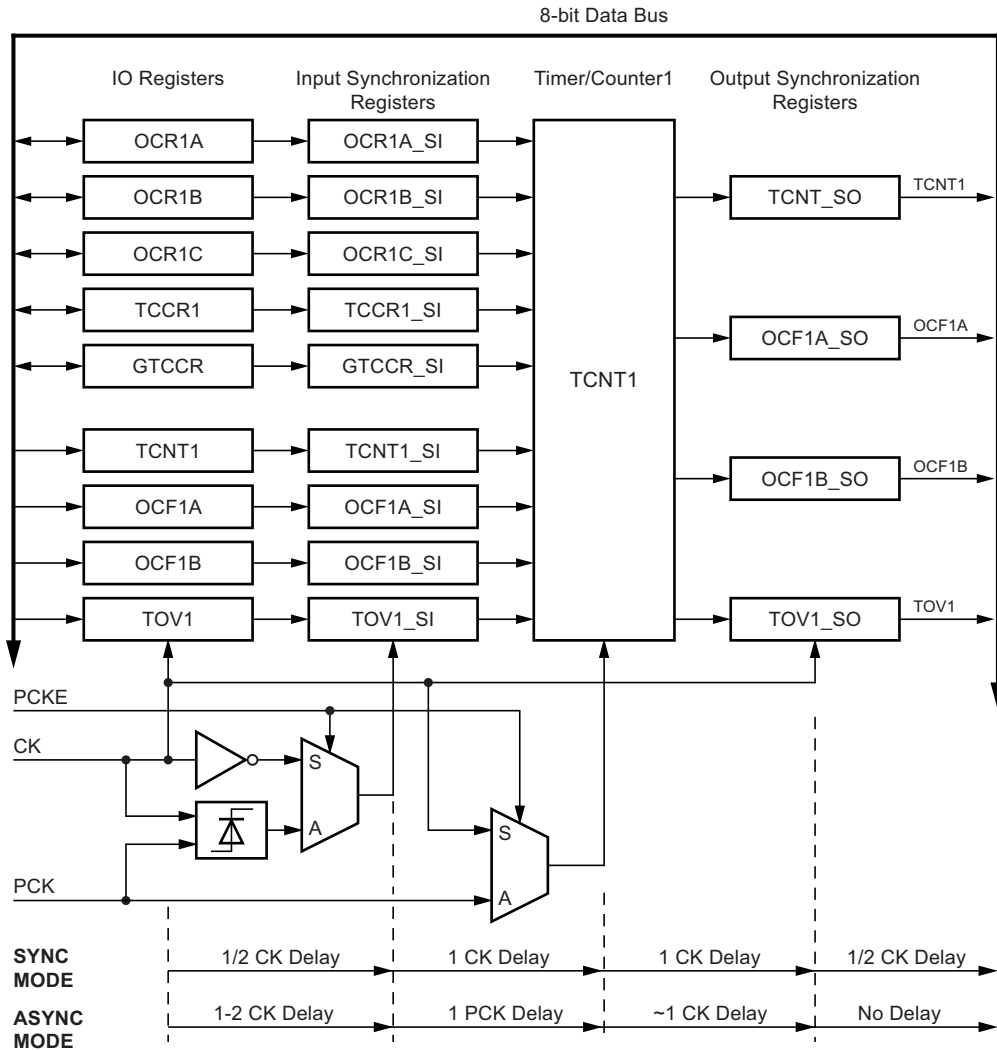 8-bit Data Bus
IO Registers
Input Synchronization
Registers
Timer/Counter1
Output Synchronization
Registers
OCR1A
OCR1A_SI
OCR1B
OCR1B_SI
TCNT_SO
TCNT1
OCR1C
OCR1C_SI
TCCR1
TCCR1_SI
OCF1A_SO
OCF1A
GTCCR
GTCCR_SI
TCNT1
TCNT1
TCNT1_SI
OCF1A
OCF1A_SI
OCF1B_SO
OCF1B
OCF1B
OCF1B_SI
TOV1
TOV1_SI
TOV1_SO
TOV1
PCKE
CK
S
A
S
A
PCK
SYNC
MODE
1/2 CK Delay
1 CK Delay
1 CK Delay
1/2 CK Delay
ASYNC
MODE
1-2 CK Delay
1 PCK Delay
~1 CK Delay
No Delay